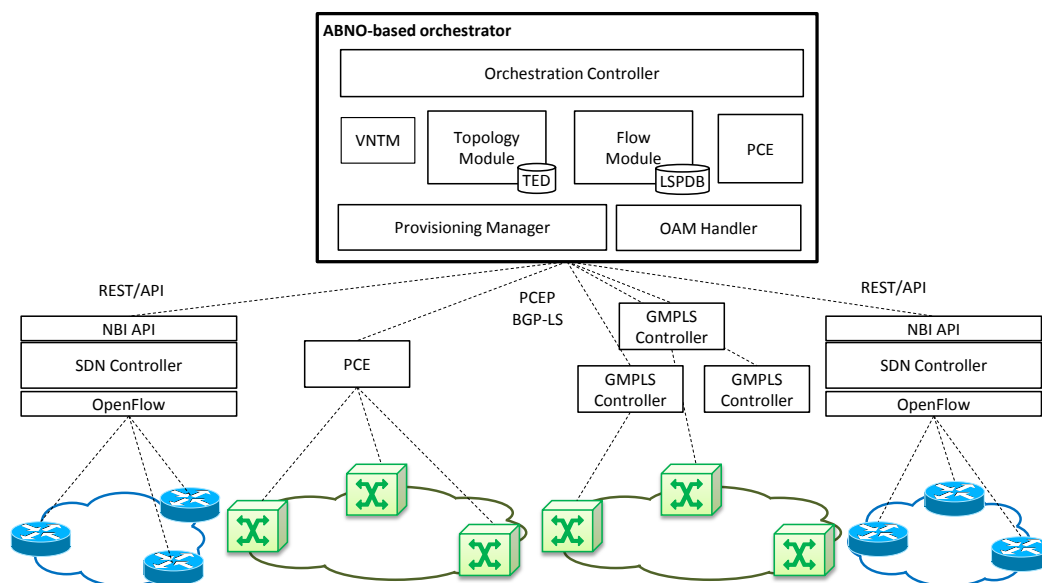 ABNO-based orchestrator
Orchestration Controller
VNTM
Topology
Module
TED
Flow
Module
LSPDB
PCE
Provisioning Manager
OAM Handler
REST/API
PCEP
BGP-LS
REST/API
NBI API
SDN Controller
OpenFlow
PCE
GMPLS
Controller
GMPLS
Controller
GMPLS
Controller
NBI API
SDN Controller
OpenFlow